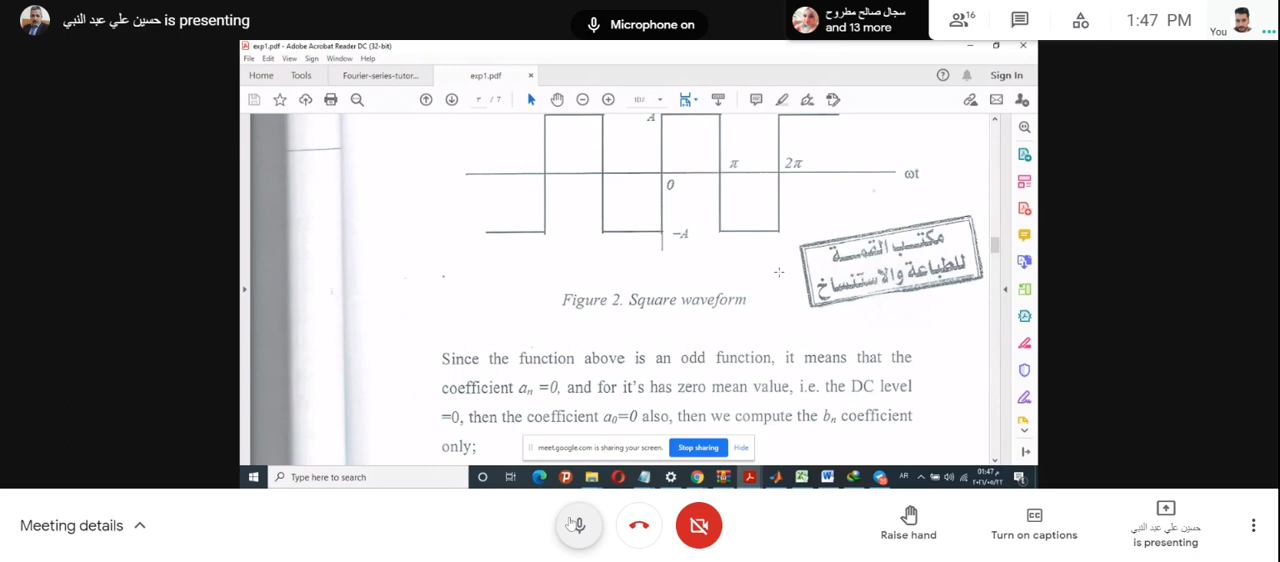 حسين علي عبد النبي is presenting
Microphone on
سجال صالح مطروح
and 13 more
16
1:47 PM
You
exp1.pdf - Adobe Acrobat Reader DC (32-bit)
File Edit View Sign Window Help
Home Tools Fourier-series-tutor... exp1.pdf × Sign In
٣ / 7
A
π 2π
ωt
0
-A
مكتب القمة
للطباعة والاستنساخ
Figure 2. Square waveform
Since the function above is an odd function, it means that the
coefficient aₙ =0, and for it's has zero mean value, i.e. the DC level
=0, then the coefficient a₀=0 also, then we compute the bₙ coefficient
only;
meet.google.com is sharing your screen. Stop sharing Hide
Type here to search
AR
م 01:47
Meeting details
Raise hand
Turn on captions
حسين علي عبد النبي
is presenting